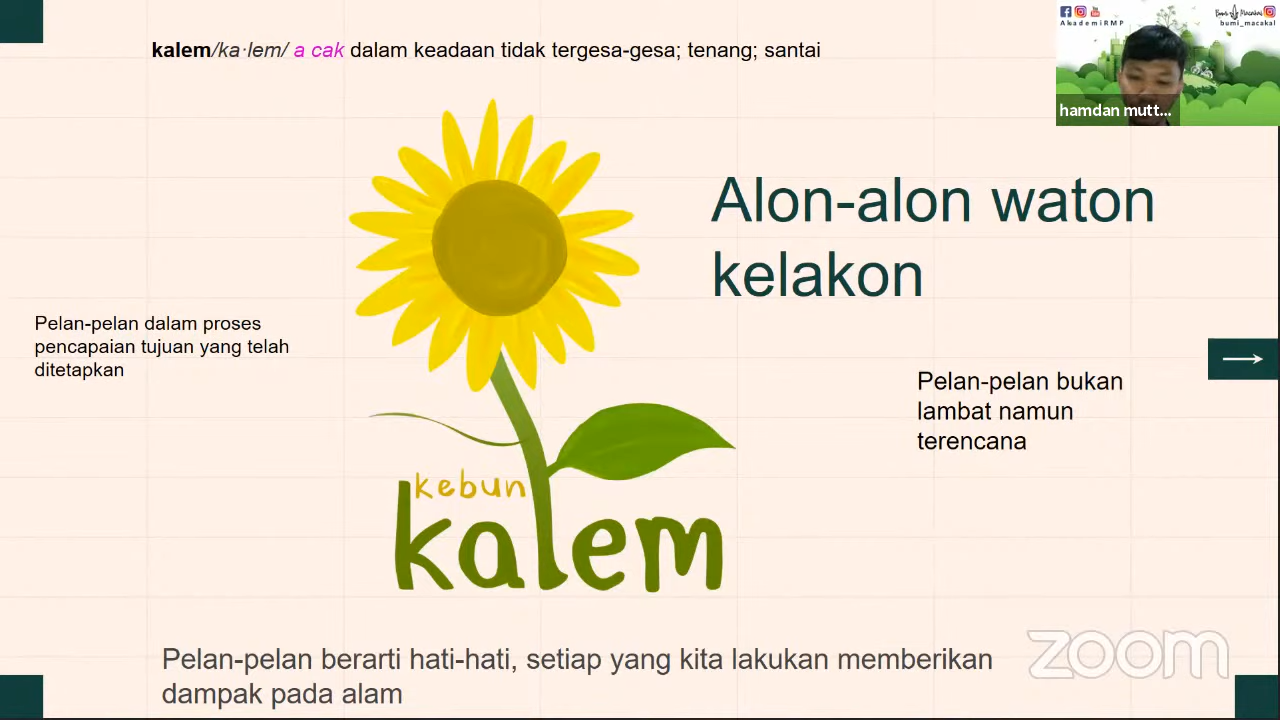 kalem/ka·lem/ a cak dalam keadaan tidak tergesa-gesa; tenang; santai
AkademiRMP
bumi_macakal
hamdan mutt...
Alon-alon waton
kelakon
Pelan-pelan dalam proses
pencapaian tujuan yang telah
ditetapkan
Pelan-pelan bukan
lambat namun
terencana
kebun
kalem
Pelan-pelan berarti hati-hati, setiap yang kita lakukan memberikan
dampak pada alam
zoom